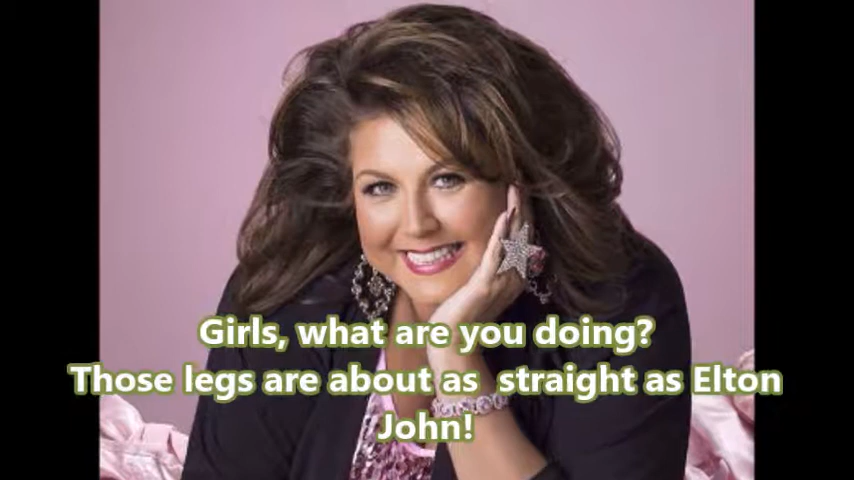 Girls, what are you doing?
Those legs are about as  straight as Elton
John!